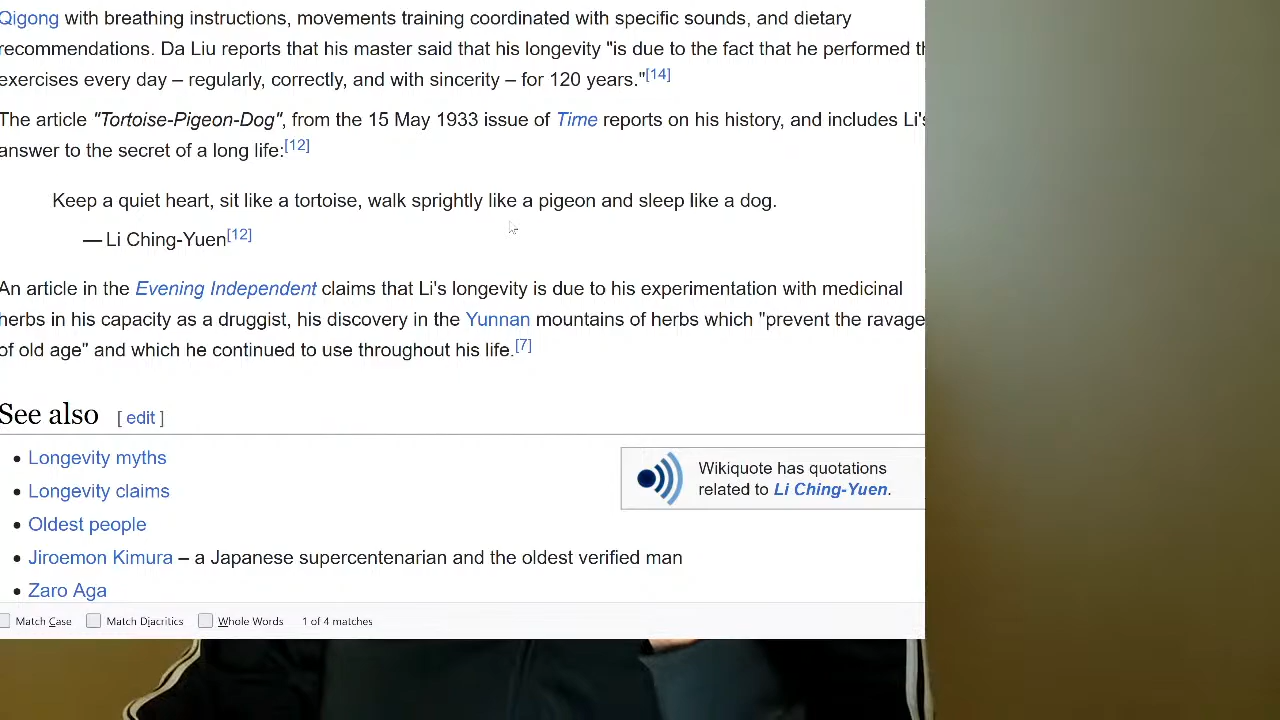 Qigong with breathing instructions, movements training coordinated with specific sounds, and dietary
recommendations. Da Liu reports that his master said that his longevity "is due to the fact that he performed
exercises every day – regularly, correctly, and with sincerity – for 120 years."[14]
The article "Tortoise-Pigeon-Dog", from the 15 May 1933 issue of Time reports on his history, and includes Li's
answer to the secret of a long life:[12]
Keep a quiet heart, sit like a tortoise, walk sprightly like a pigeon and sleep like a dog.
— Li Ching-Yuen[12]
An article in the Evening Independent claims that Li's longevity is due to his experimentation with medicinal
herbs in his capacity as a druggist, his discovery in the Yunnan mountains of herbs which "prevent the ravage
of old age" and which he continued to use throughout his life.[7]
See also [ edit ]
• Longevity myths
• Longevity claims
• Oldest people
• Jiroemon Kimura – a Japanese supercentenarian and the oldest verified man
• Zaro Aga
Wikiquote has quotations
related to Li Ching-Yuen.
Match Case Match Diacritics Whole Words 1 of 4 matches